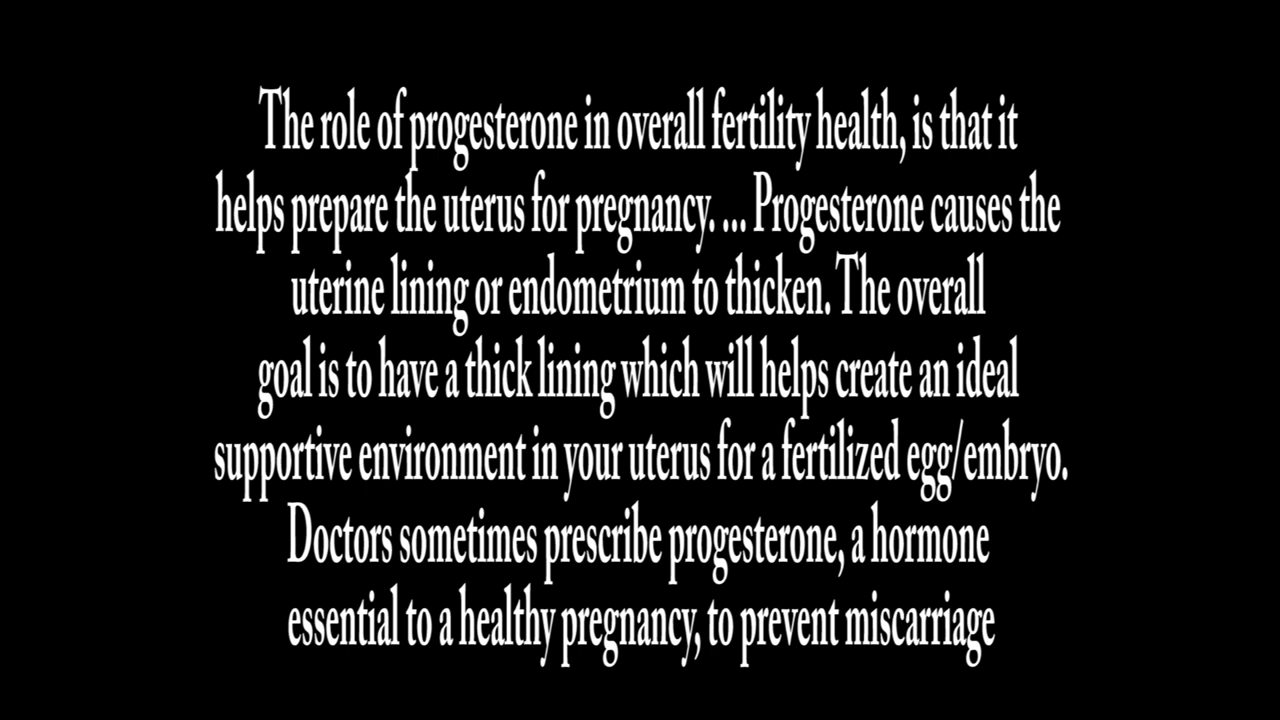 The role of progesterone in overall fertility health, is that it
helps prepare the uterus for pregnancy. ... Progesterone causes the
uterine lining or endometrium to thicken. The overall
goal is to have a thick lining which will helps create an ideal
supportive environment in your uterus for a fertilized egg/embryo.
Doctors sometimes prescribe progesterone, a hormone
essential to a healthy pregnancy, to prevent miscarriage